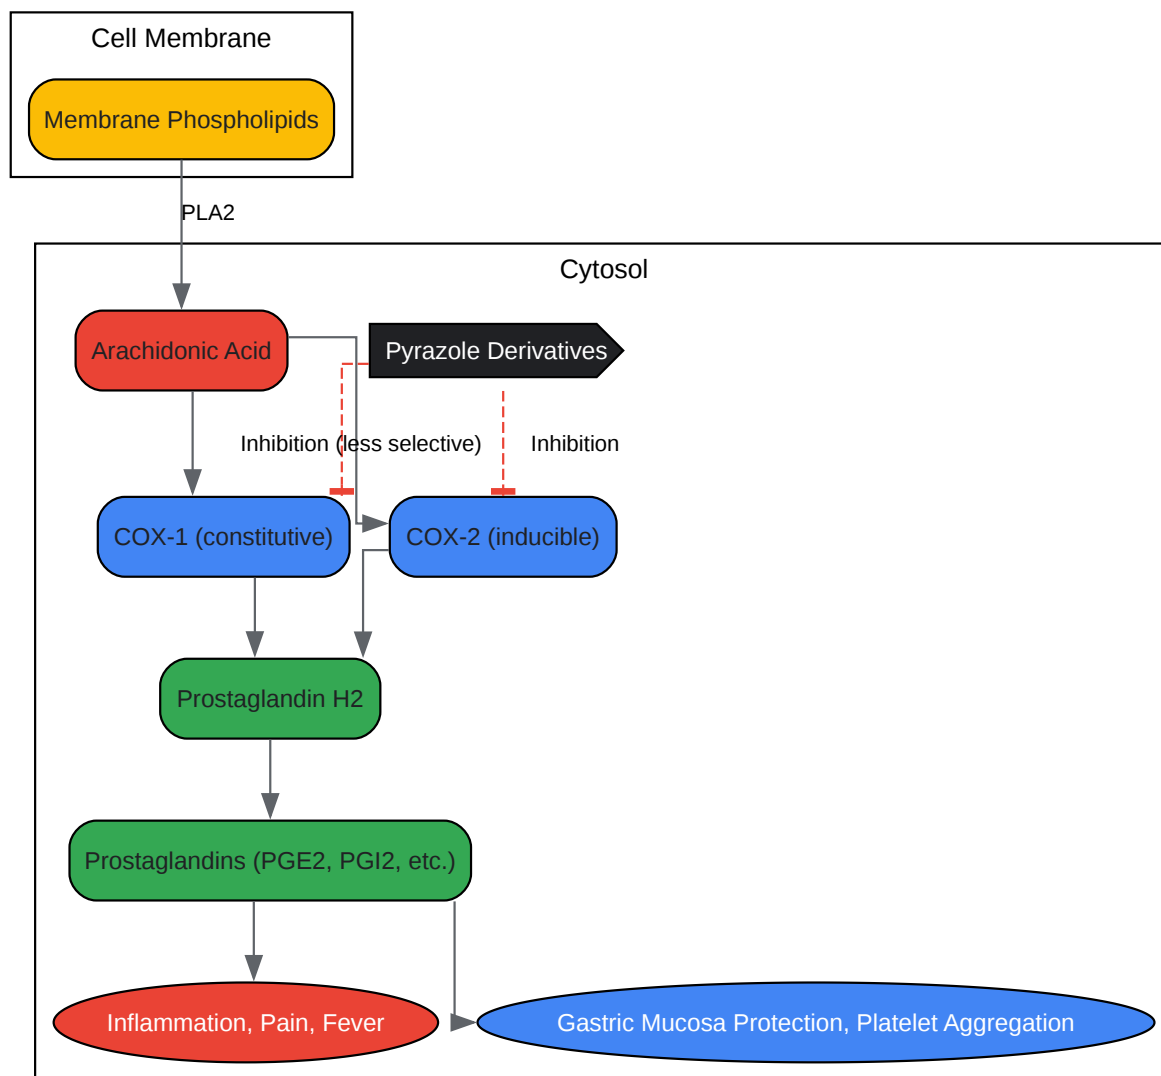 Cell Membrane
Membrane Phospholipids
PLA2
Cytosol
Arachidonic Acid
Pyrazole Derivatives
Inhibition (less selective)
Inhibition
COX-1 (constitutive)
COX-2 (inducible)
Prostaglandin H2
Prostaglandins (PGE2, PGI2, etc.)
Inflammation, Pain, Fever
Gastric Mucosa Protection, Platelet Aggregation